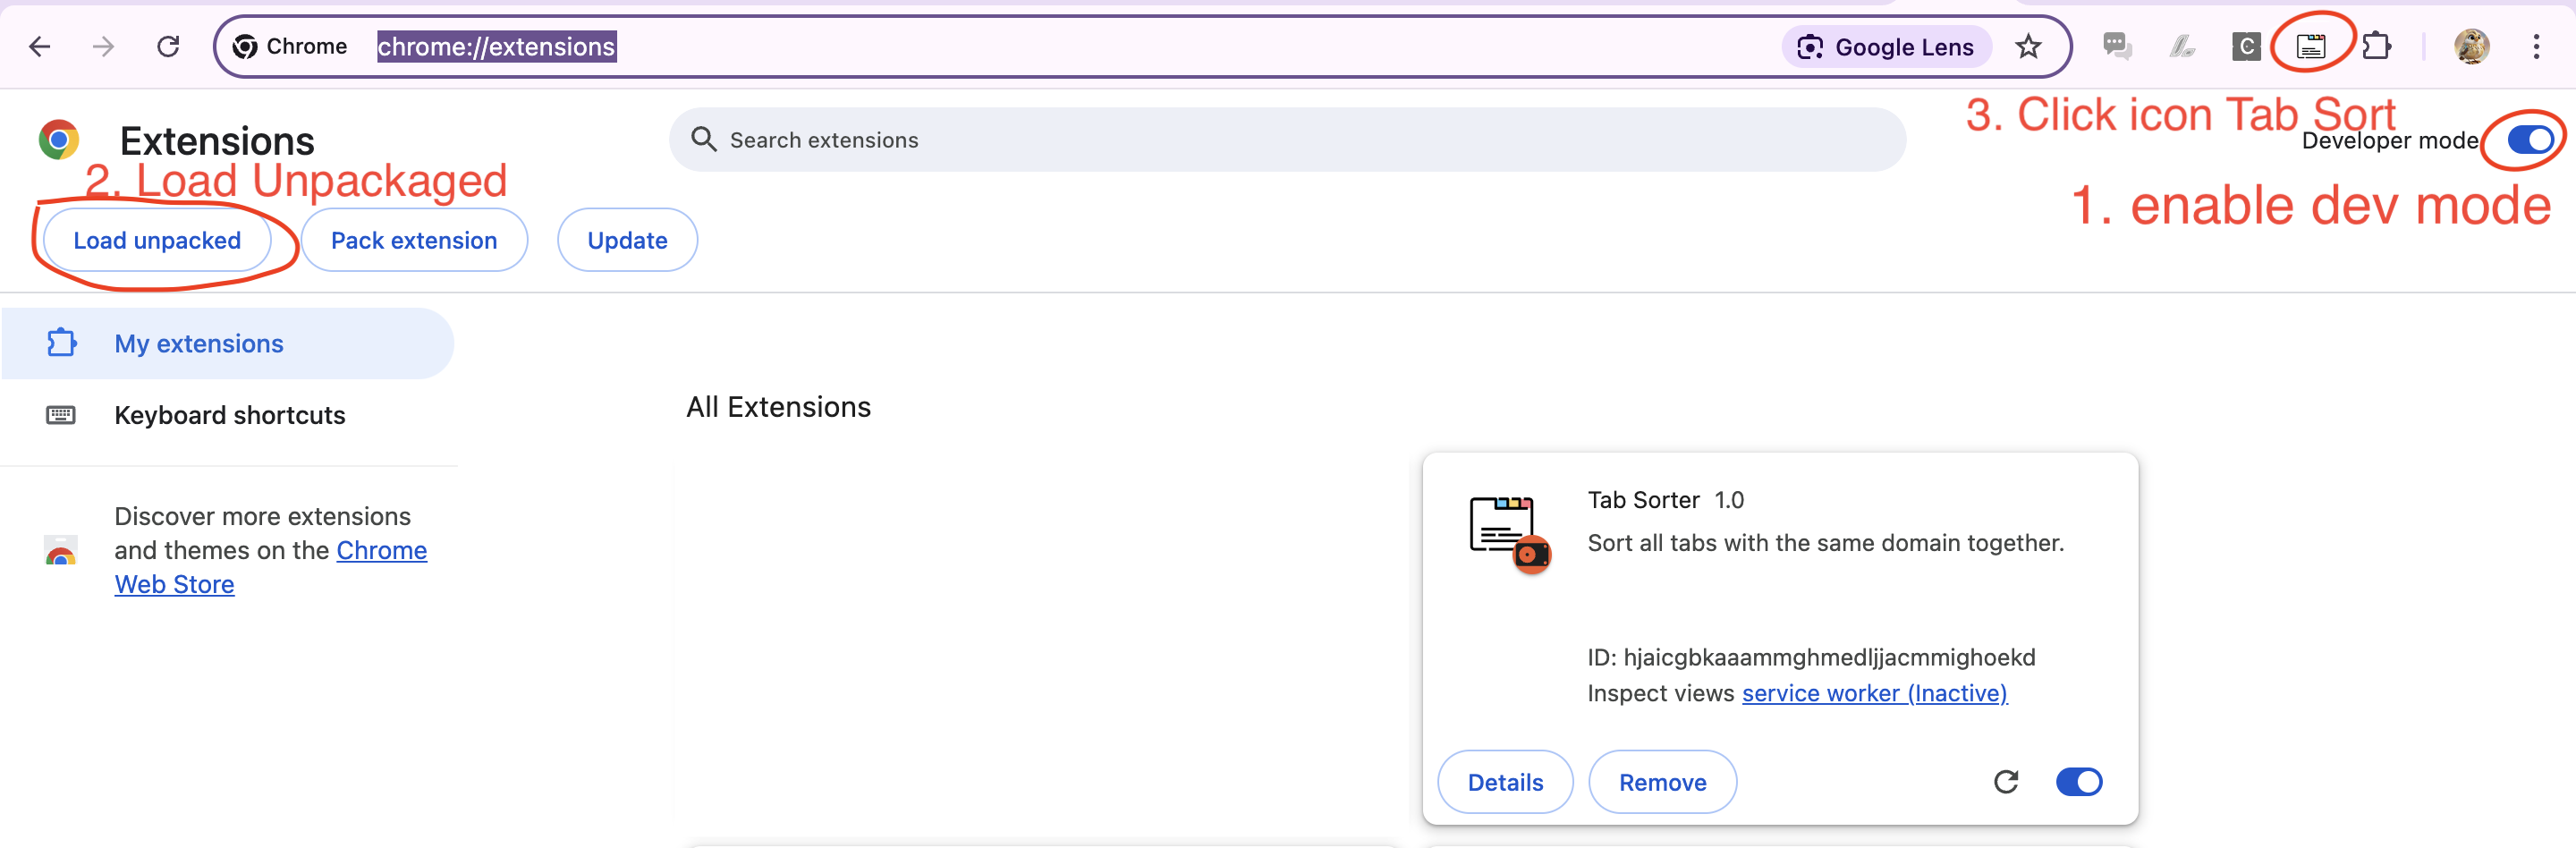 Chrome chrome://extensions Google Lens
C
3. Click icon Tab Sort
Extensions
Search extensions
Developer mode
2. Load Unpackaged
1. enable dev mode
Load unpacked
Pack extension
Update
My extensions
Keyboard shortcuts
Discover more extensions
and themes on the Chrome
Web Store
All Extensions
Tab Sorter 1.0
Sort all tabs with the same domain together.
ID: hjaicgbkaaammghmedljjacmmighoekd
Inspect views service worker (Inactive)
Details
Remove